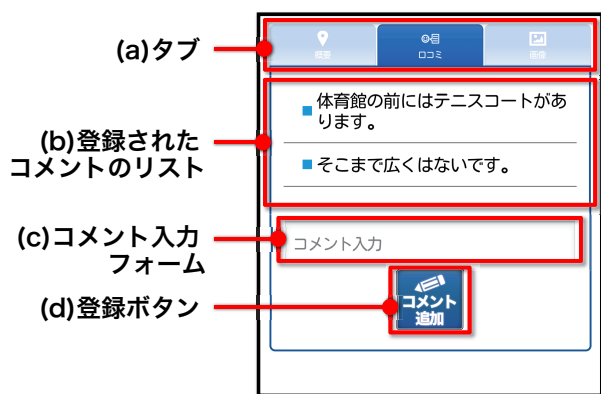 (a)タブ
概要
口コミ
画像
(b)登録された
コメントのリスト
体育館の前にはテニスコートがあ
ります。
そこまで広くはないです。
(c)コメント入力
フォーム
コメント入力
(d)登録ボタン
コメント
追加